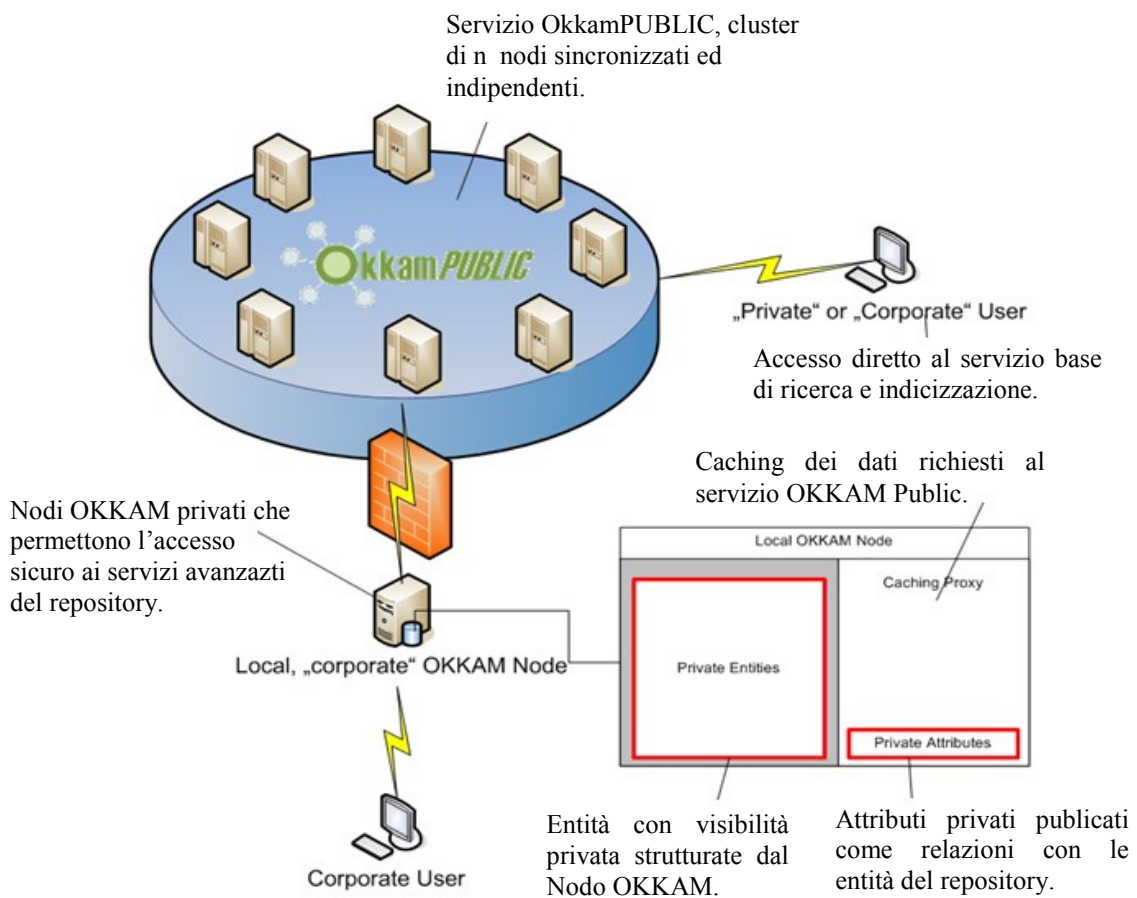 Servizio OkkamPUBLIC, cluster
di n nodi sincronizzati ed
indipendenti.
OkkamPUBLIC
„Private“ or „Corporate“ User
Accesso diretto al servizio base
di ricerca e indicizzazione.
Caching dei dati richiesti al
servizio OKKAM Public.
Nodi OKKAM privati che
permettono l’accesso
sicuro ai servizi avanzazti
del repository.
Local OKKAM Node
Caching Proxy
Private Entities
Private Attributes
Local, „corporate“ OKKAM Node
Entità con visibilità
privata strutturate dal
Nodo OKKAM.
Attributi privati publicati
come relazioni con le
entità del repository.
Corporate User